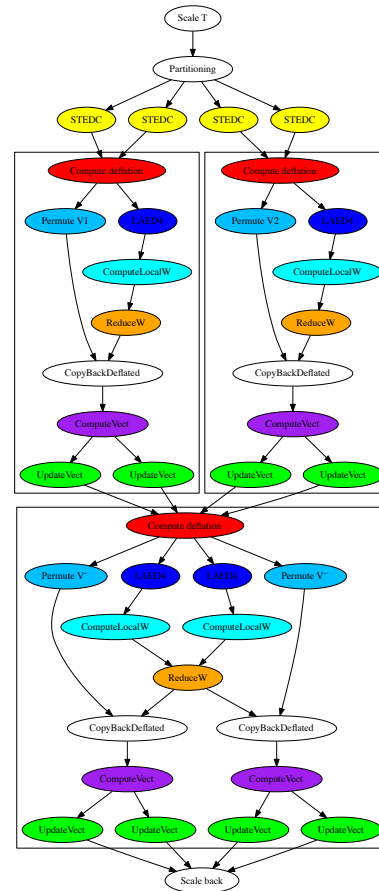 Scale T
Partitioning
STEDC STEDC STEDC STEDC
Compute deflation Compute deflation
Permute V1 LAED4 Permute V2 LAED4
ComputeLocalW ComputeLocalW
ReduceW ReduceW
CopyBackDeflated CopyBackDeflated
ComputeVect ComputeVect
UpdateVect UpdateVect UpdateVect UpdateVect
Compute deflation
Permute V LAED4 LAED4 Permute V
ComputeLocalW ComputeLocalW
ReduceW
CopyBackDeflated CopyBackDeflated
ComputeVect ComputeVect
UpdateVect UpdateVect UpdateVect UpdateVect
Scale back